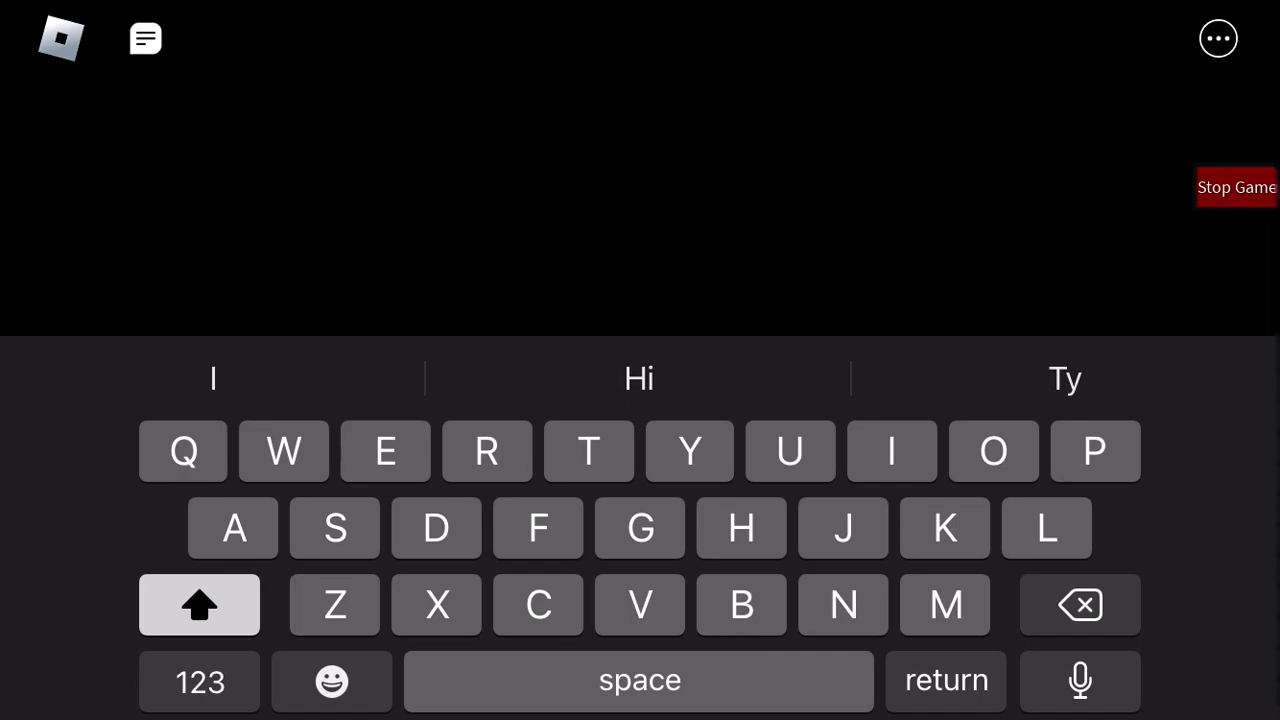 Stop Game
I Hi Ty
Q W E R T Y U I O P
A S D F G H J K L
Z X C V B N M
123 space return